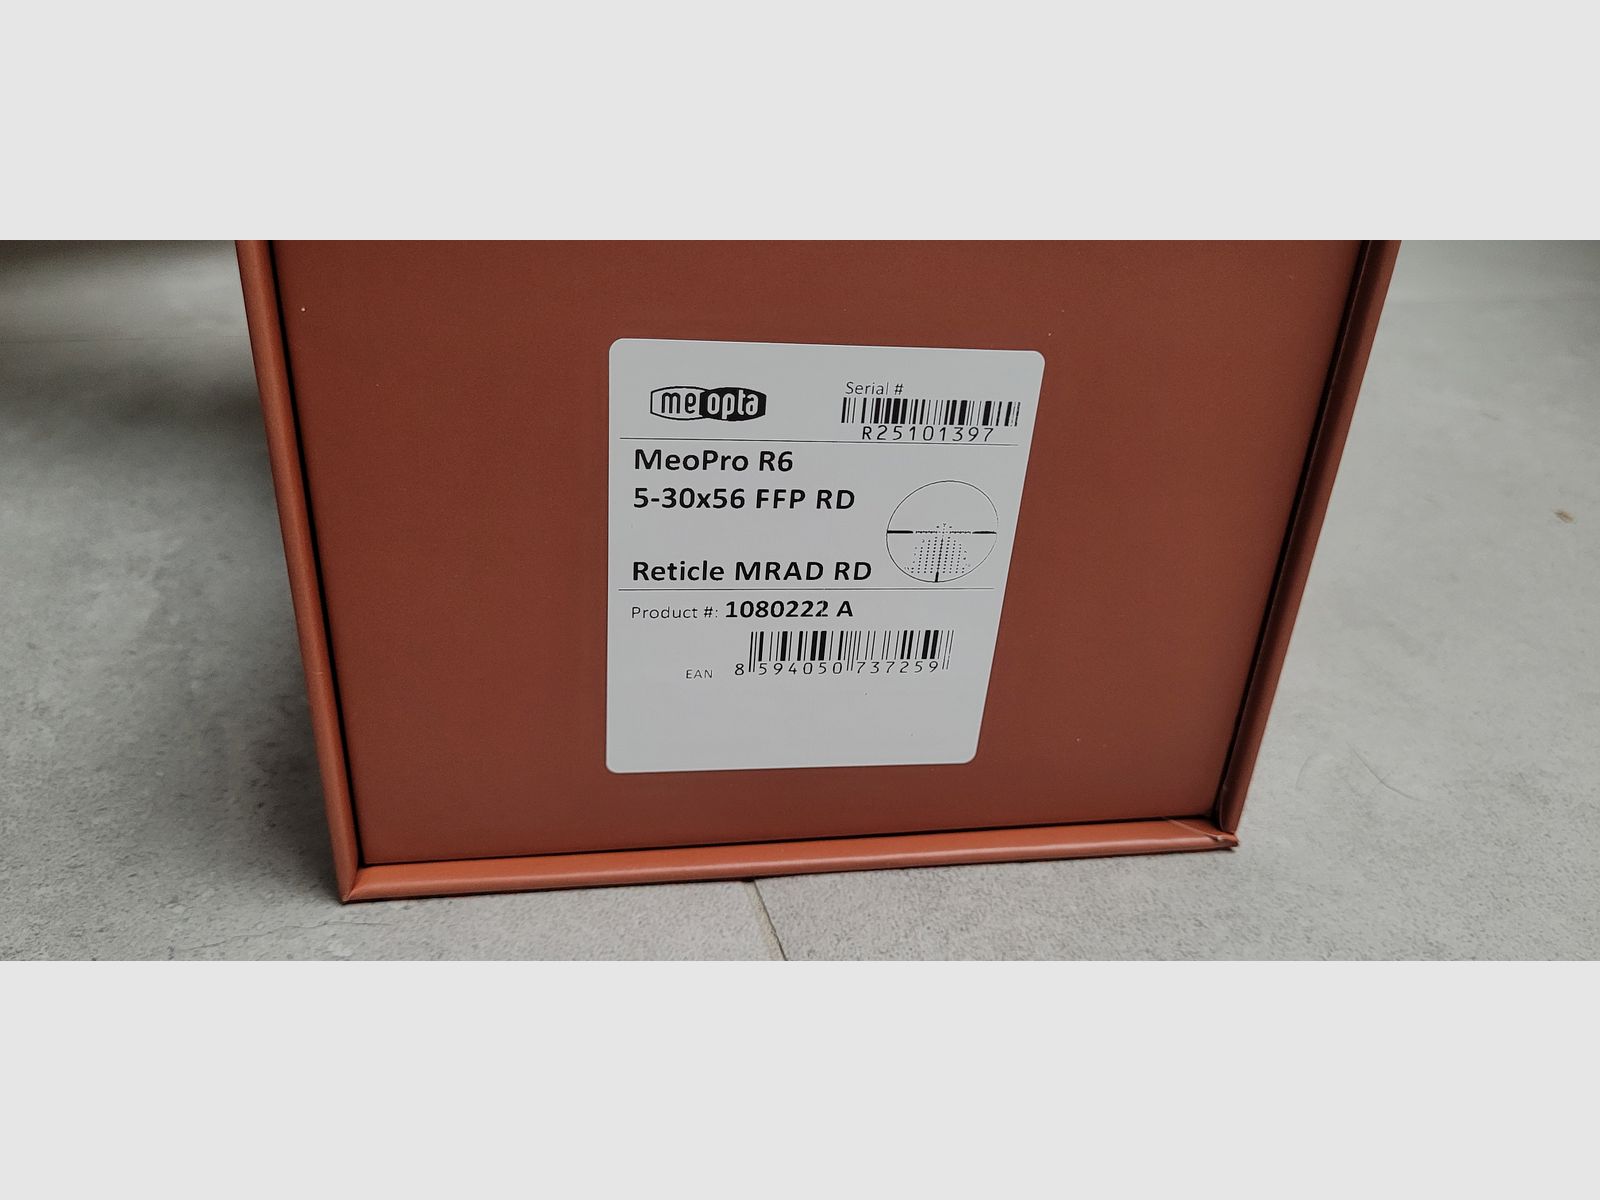 meopta
Serial #
R25101397
MeoPro R6
5-30x56 FFP RD
Reticle MRAD RD
Product #: 1080222 A
EAN 8 594050 737259